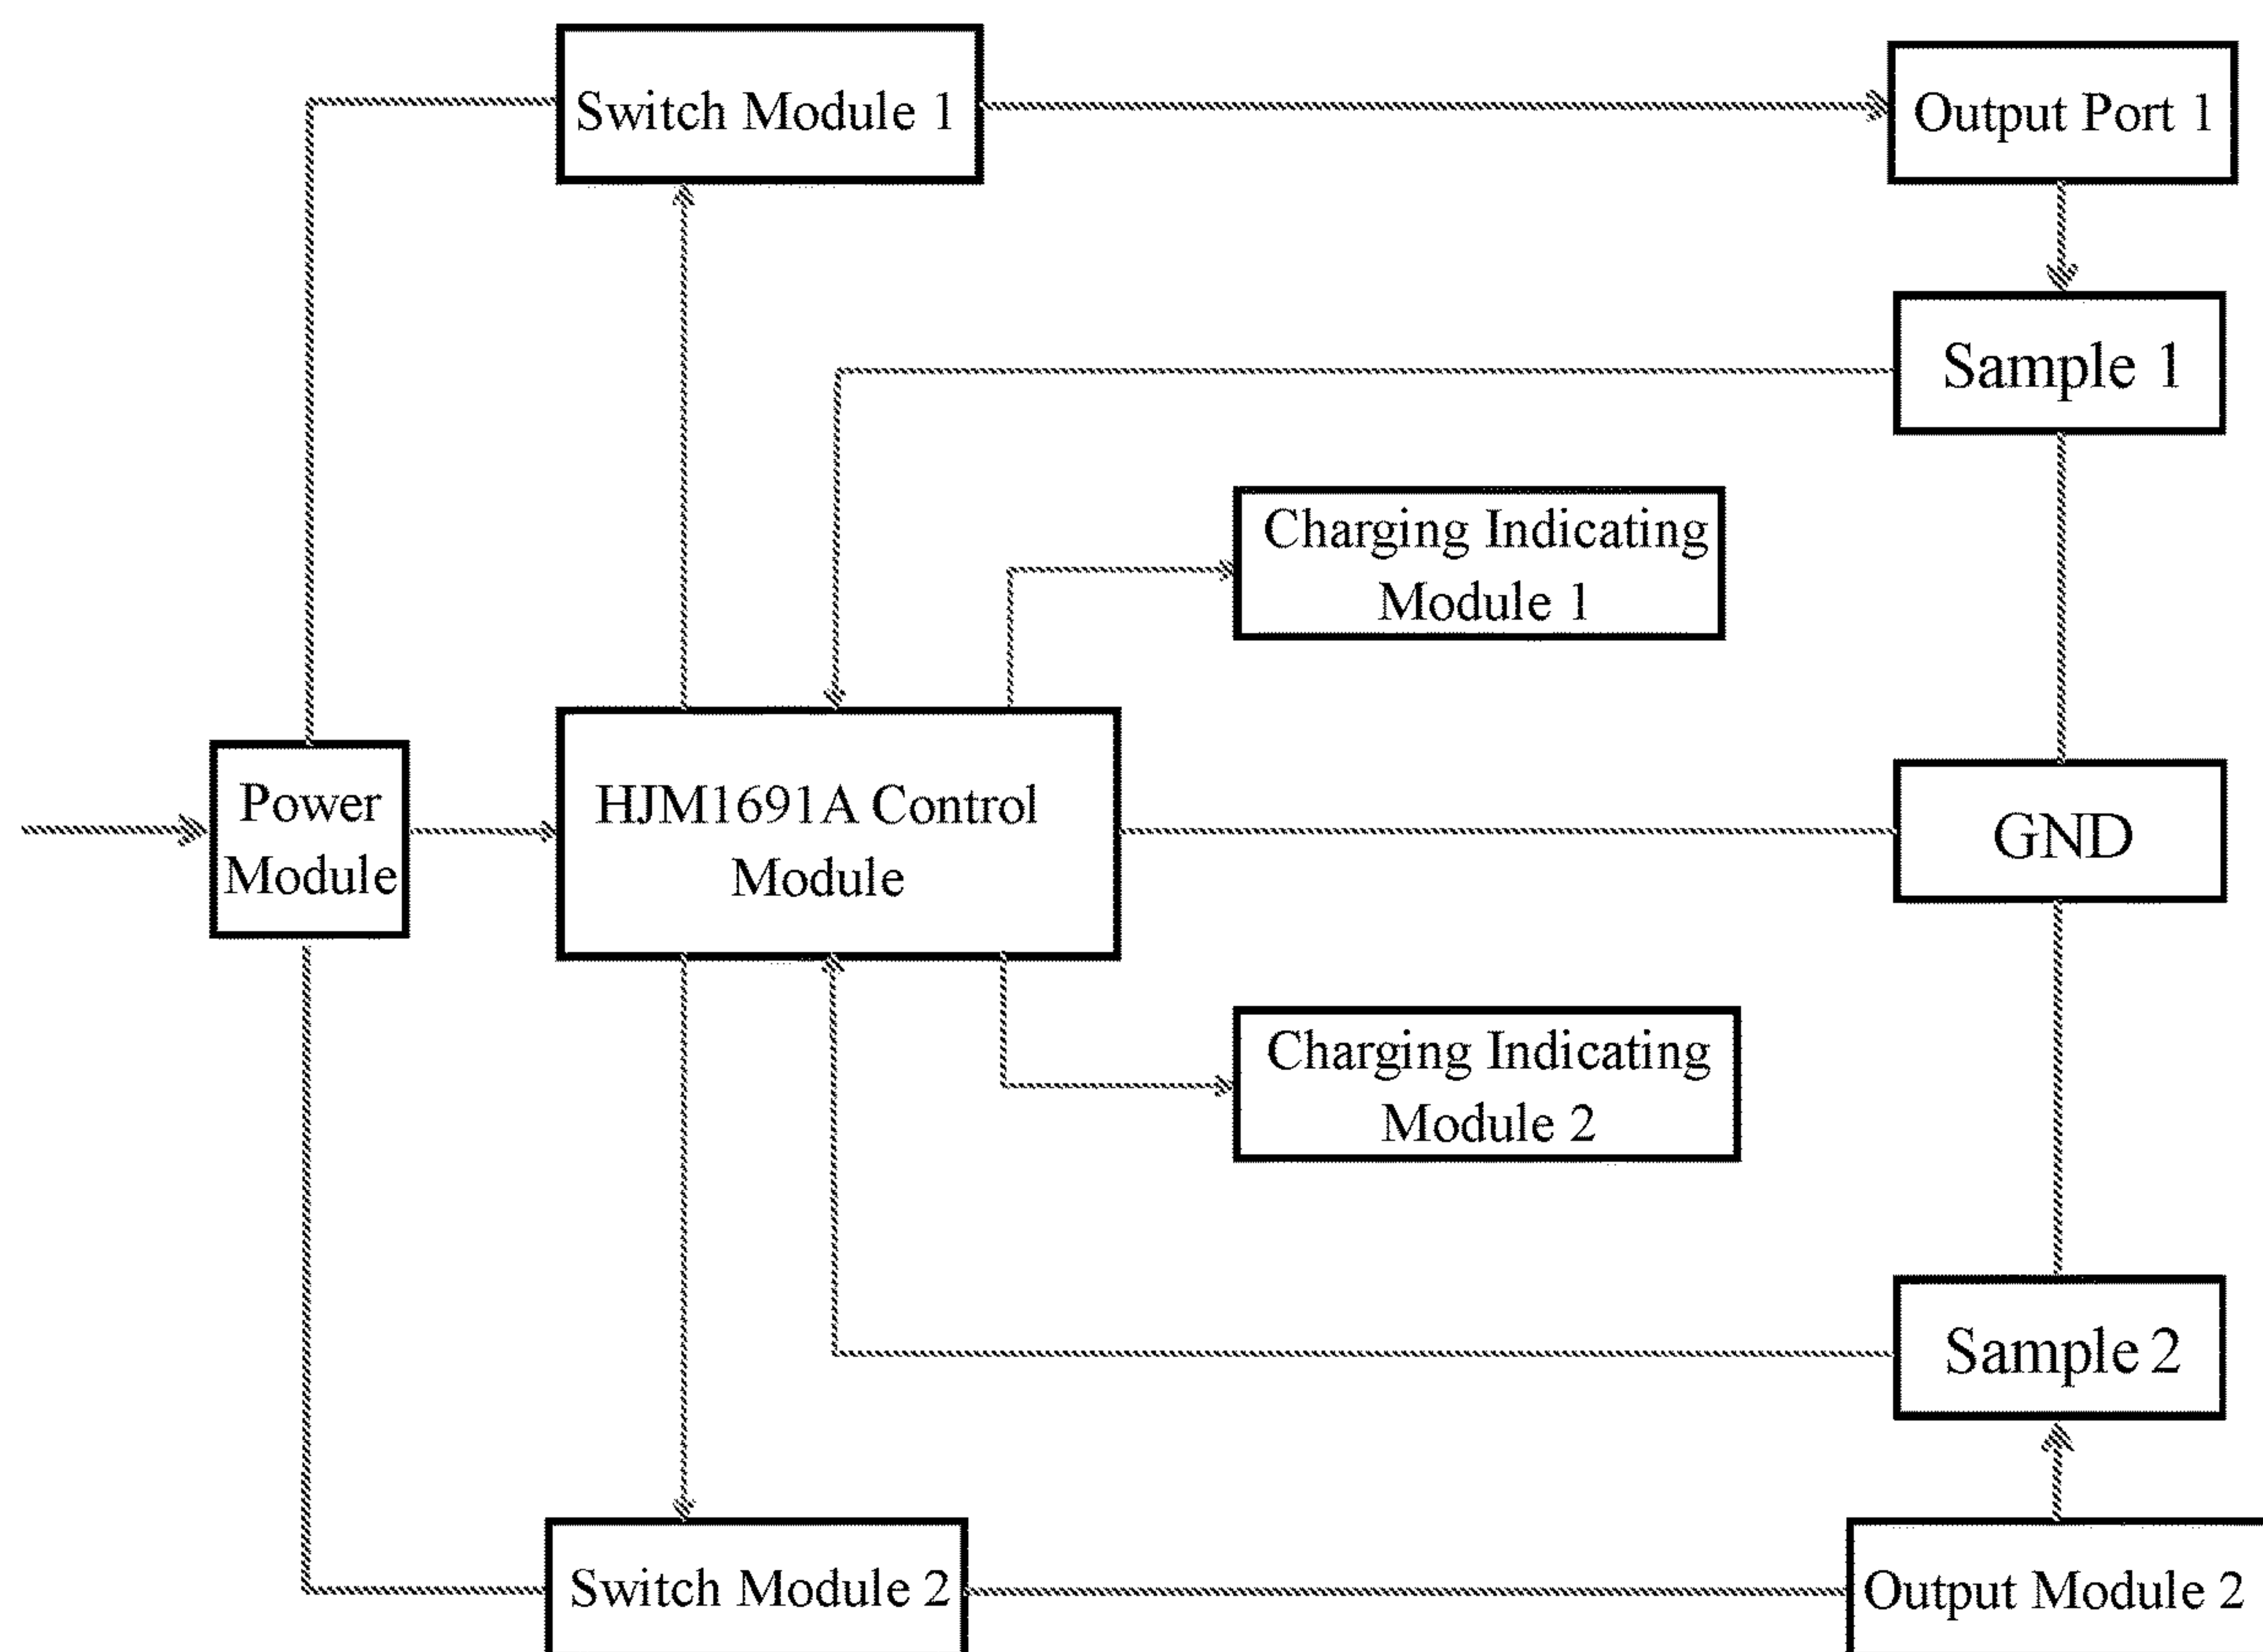 Switch Module 1
Output Port 1
Sample 1
Charging Indicating
Module 1
Power
Module
HJM1691A Control
Module
GND
Charging Indicating
Module 2
Sample 2
Switch Module 2
Output Module 2